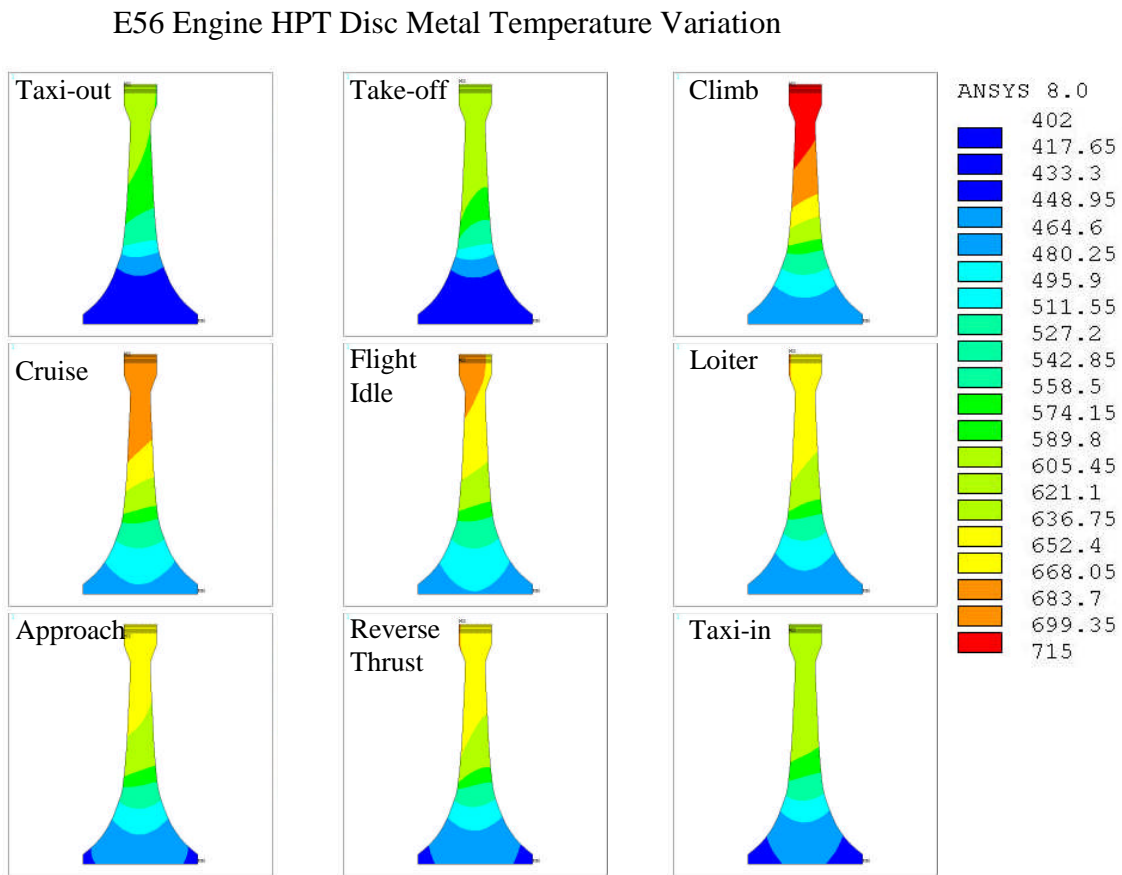 E56 Engine HPT Disc Metal Temperature Variation
Taxi-out
Take-off
Climb
Cruise
Flight
Idle
Loiter
Approach
Reverse
Thrust
Taxi-in
ANSYS 8.0
402
417.65
433.3
448.95
464.6
480.25
495.9
511.55
527.2
542.85
558.5
574.15
589.8
605.45
621.1
636.75
652.4
668.05
683.7
699.35
715